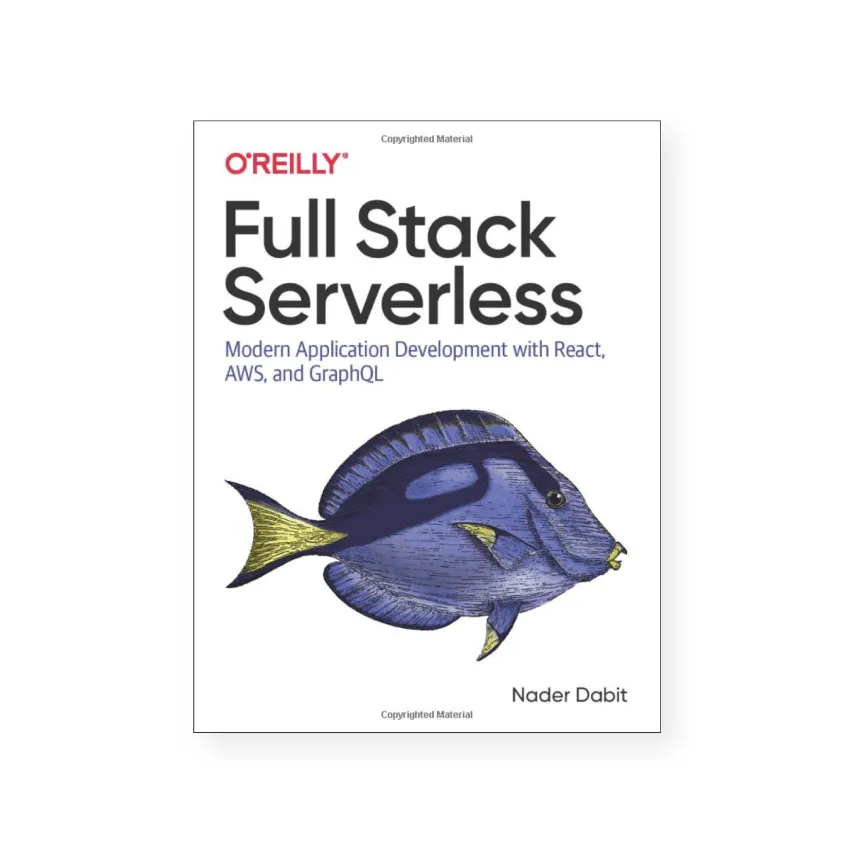 Copyrighted Material
O'REILLY®
Full Stack
Serverless
Modern Application Development with React,
AWS, and GraphQL
Nader Dabit
Copyrighted Material